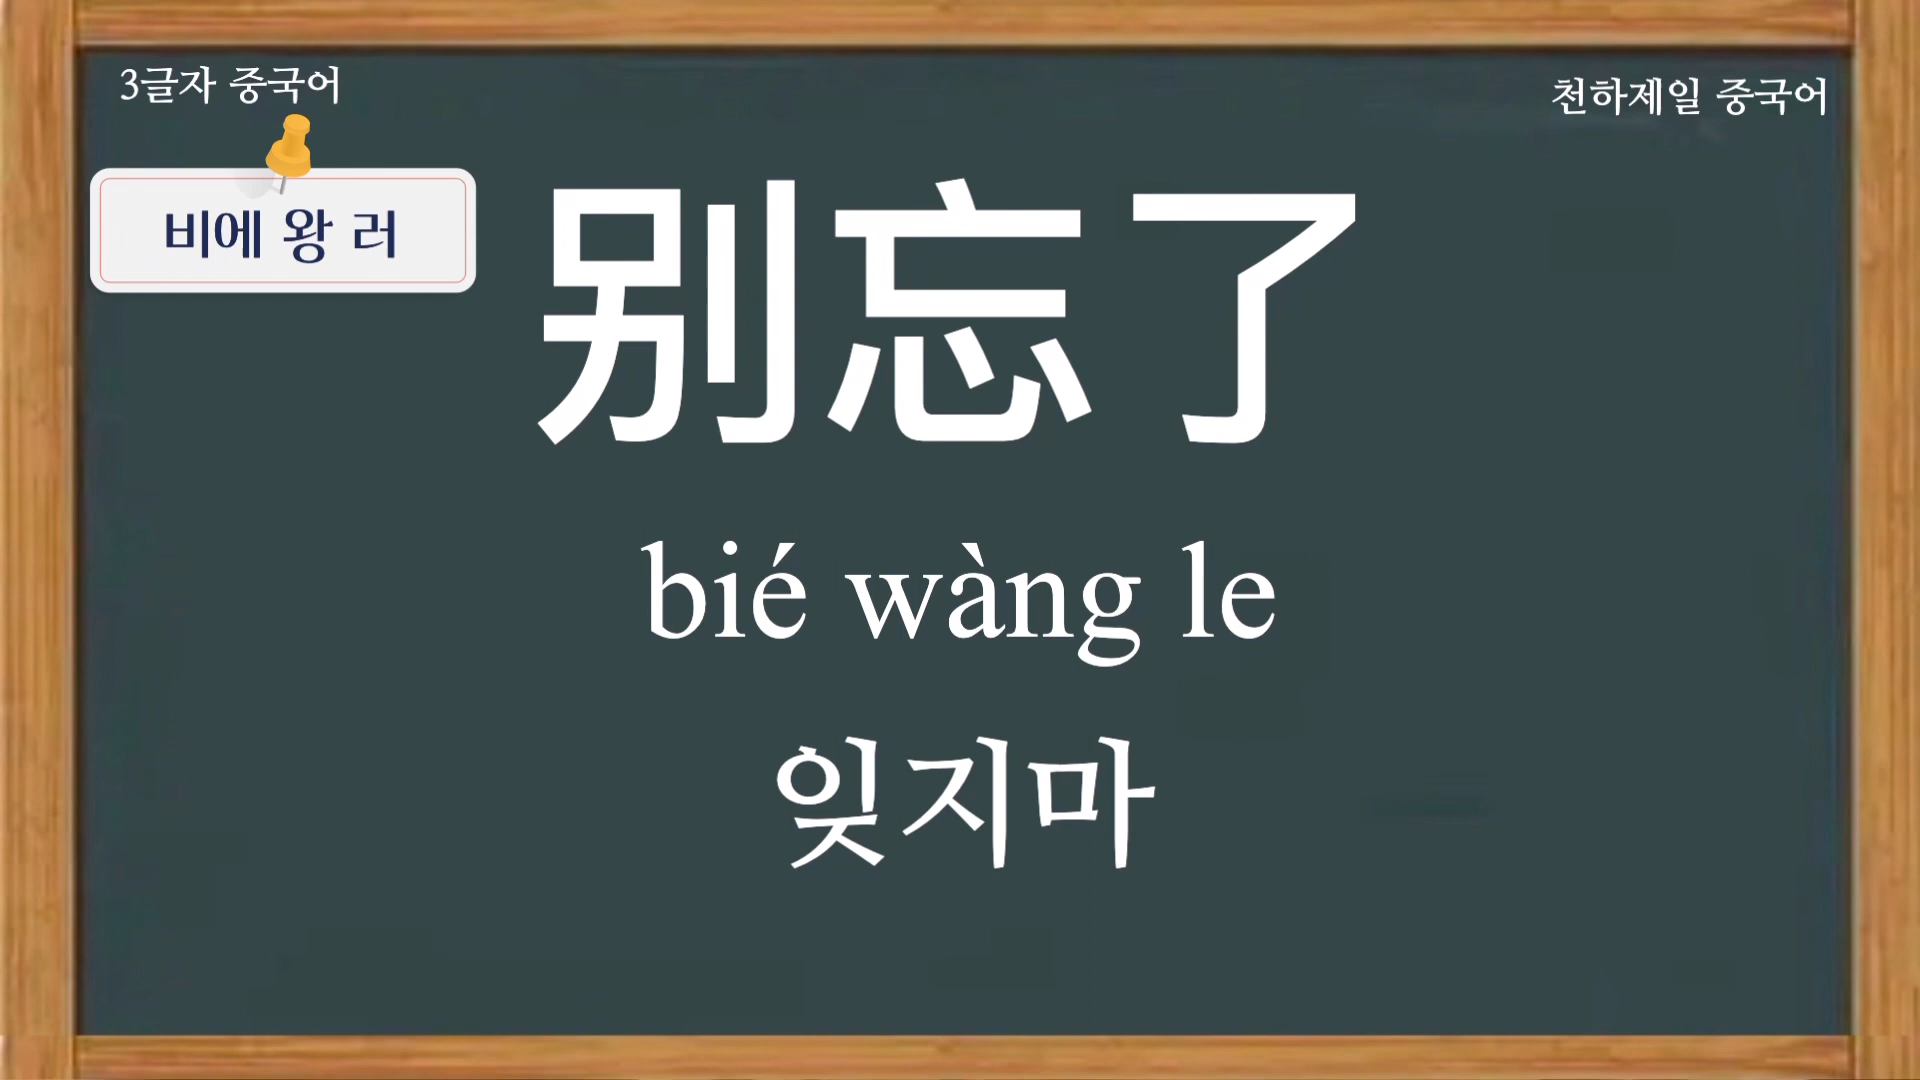 3글자 중국어
천하제일 중국어
비에 왕 러
别忘了
bié wàng le
잊지마